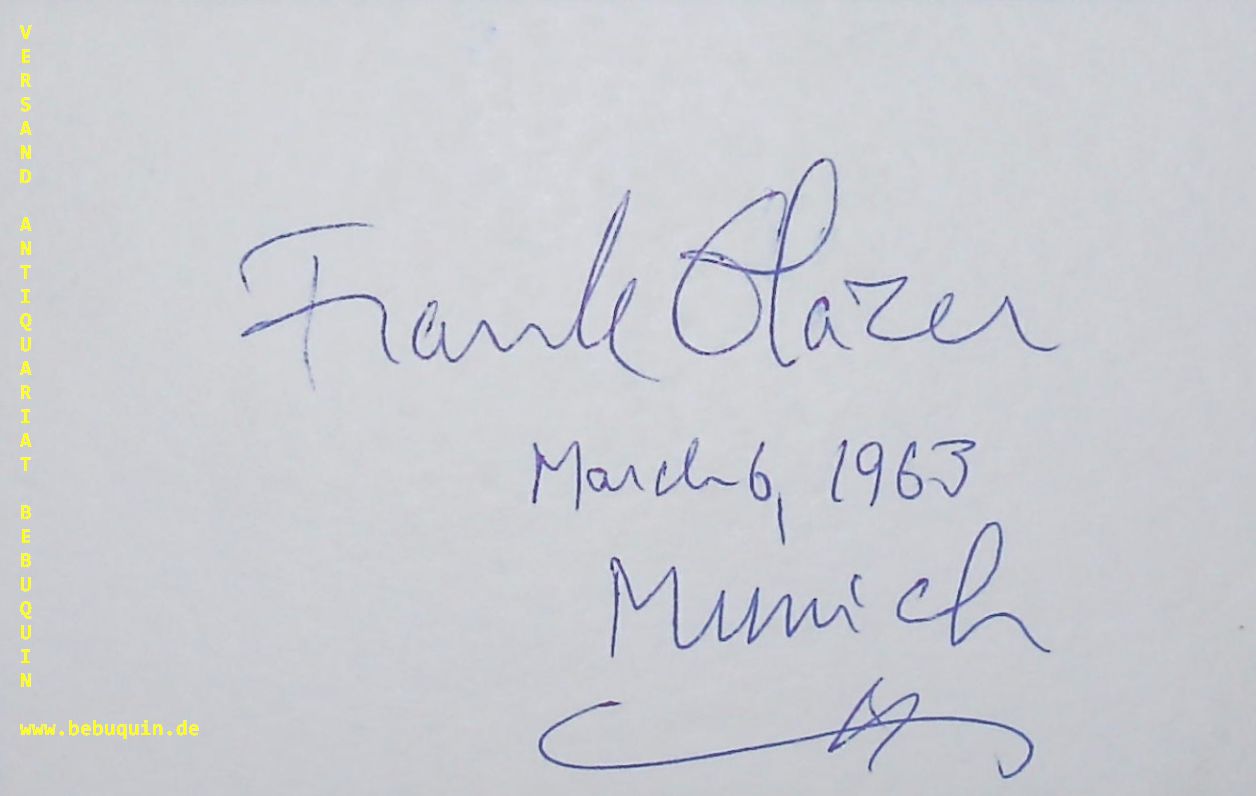 VERSAND ANTIQUARIAT BEBUQUIN
www.bebuquin.de
Frank Glazer
March 6, 1963
Munich